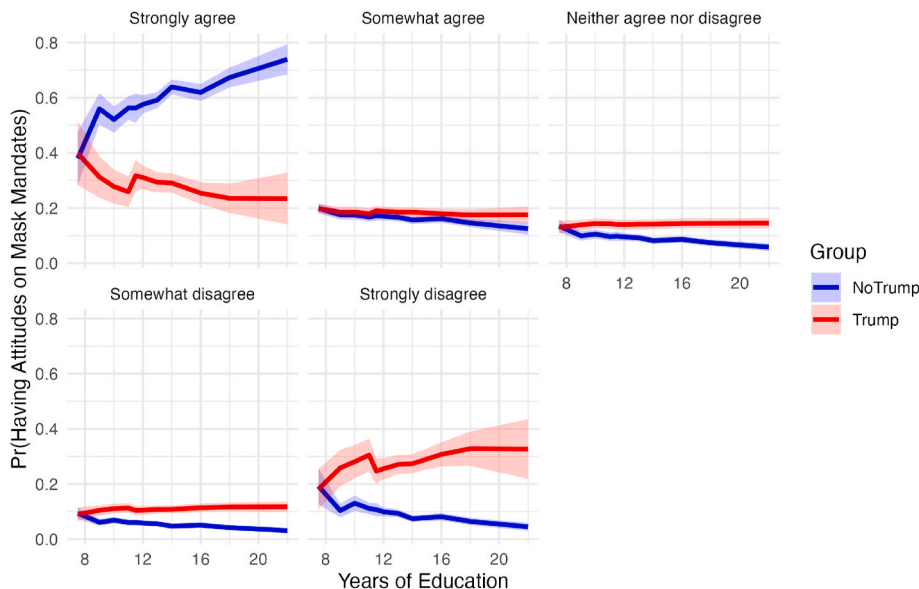 Strongly agree
Somewhat agree
Neither agree nor disagree
0.8
0.6
0.4
0.2
0.0
8
12
16
20
Somewhat disagree
Strongly disagree
0.8
0.6
0.4
0.2
0.0
8
12
16
20
8
12
16
20
Years of Education
Pr(Having Attitudes on Mask Mandates)
Group
NoTrump
Trump